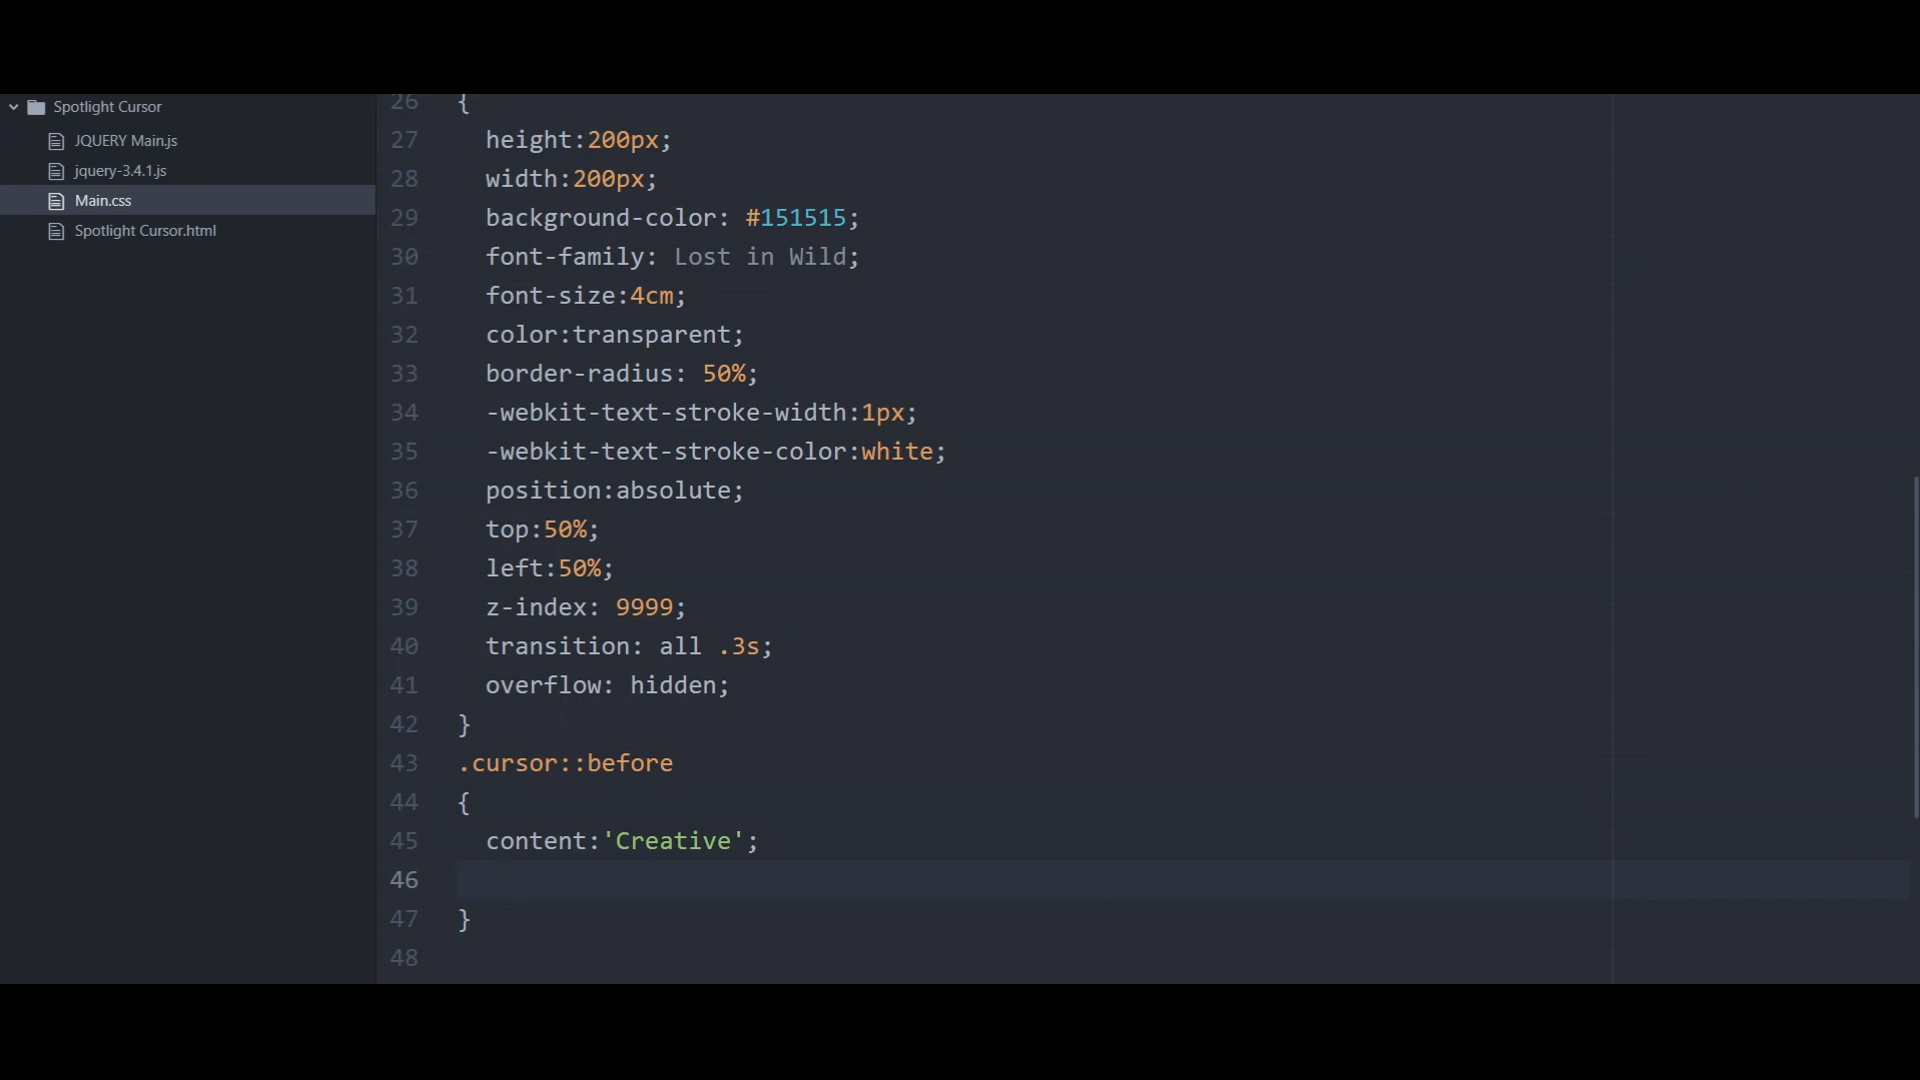 Spotlight Cursor
JQUERY Main.js
jquery-3.4.1.js
Main.css
Spotlight Cursor.html
26 {
27 height:200px;
28 width:200px;
29 background-color: #151515;
30 font-family: Lost in Wild;
31 font-size:4cm;
32 color:transparent;
33 border-radius: 50%;
34 -webkit-text-stroke-width:1px;
35 -webkit-text-stroke-color:white;
36 position:absolute;
37 top:50%;
38 left:50%;
39 z-index: 9999;
40 transition: all .3s;
41 overflow: hidden;
42 }
43 .cursor::before
44 {
45 content:'Creative';
46
47 }
48